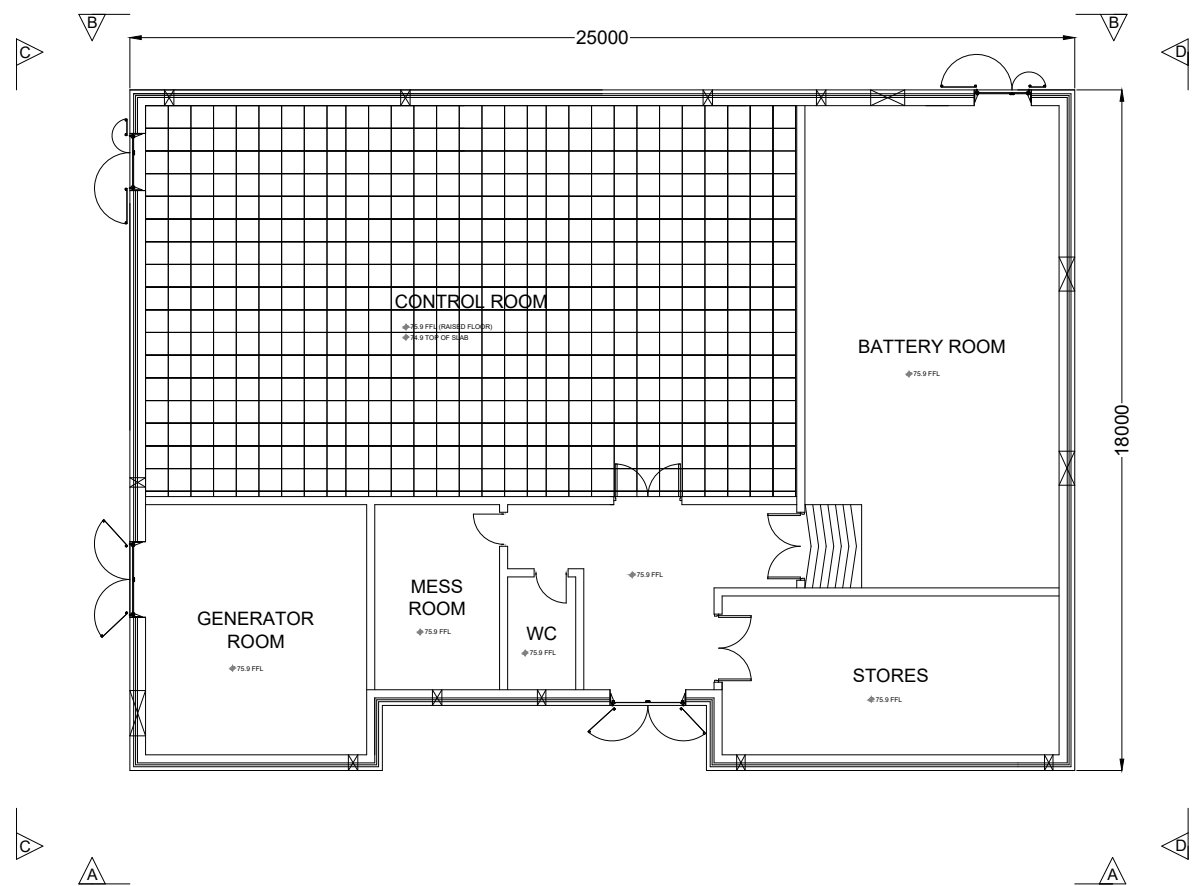 B
B
C
25000
D
CONTROL ROOM
75.9 FFL (RAISED FLOOR)
74.9 TOP OF SLAB
BATTERY ROOM
75.9 FFL
18000
75.9 FFL
MESS
ROOM
75.9 FFL
GENERATOR
ROOM
75.9 FFL
WC
75.9 FFL
STORES
75.9 FFL
C
D
A
A